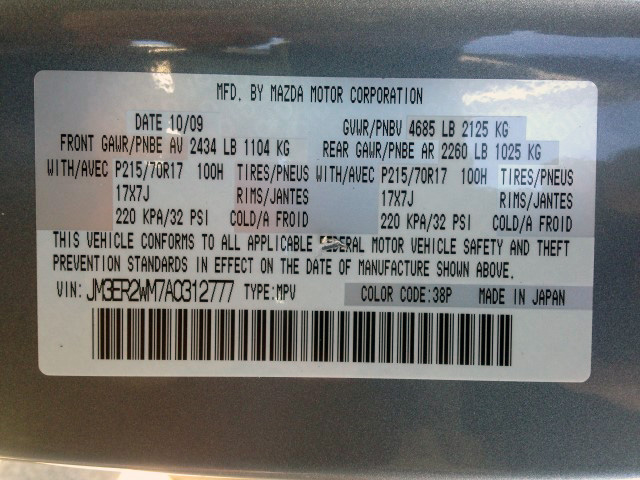 MFD. BY MAZDA MOTOR CORPORATION
DATE 10/09 GVWR/PNBV 4685 LB 2125 KG
FRONT GAWR/PNBE AV 2434 LB 1104 KG REAR GAWR/PNBE AR 2260 LB 1025 KG
WITH/AVEC P215/70R17 100H TIRES/PNEUS WITH/AVEC P215/70R17 100H TIRES/PNEUS
17X7J RIMS/JANTES 17X7J RIMS/JANTES
220 KPA/32 PSI COLD/A FROID 220 KPA/32 PSI COLD/A FROID
THIS VEHICLE CONFORMS TO ALL APPLICABLE FEDERAL MOTOR VEHICLE SAFETY AND THEFT
PREVENTION STANDARDS IN EFFECT ON THE DATE OF MANUFACTURE SHOWN ABOVE.
VIN: JM3ER2WM7A0312777 TYPE:MPV COLOR CODE:38P MADE IN JAPAN